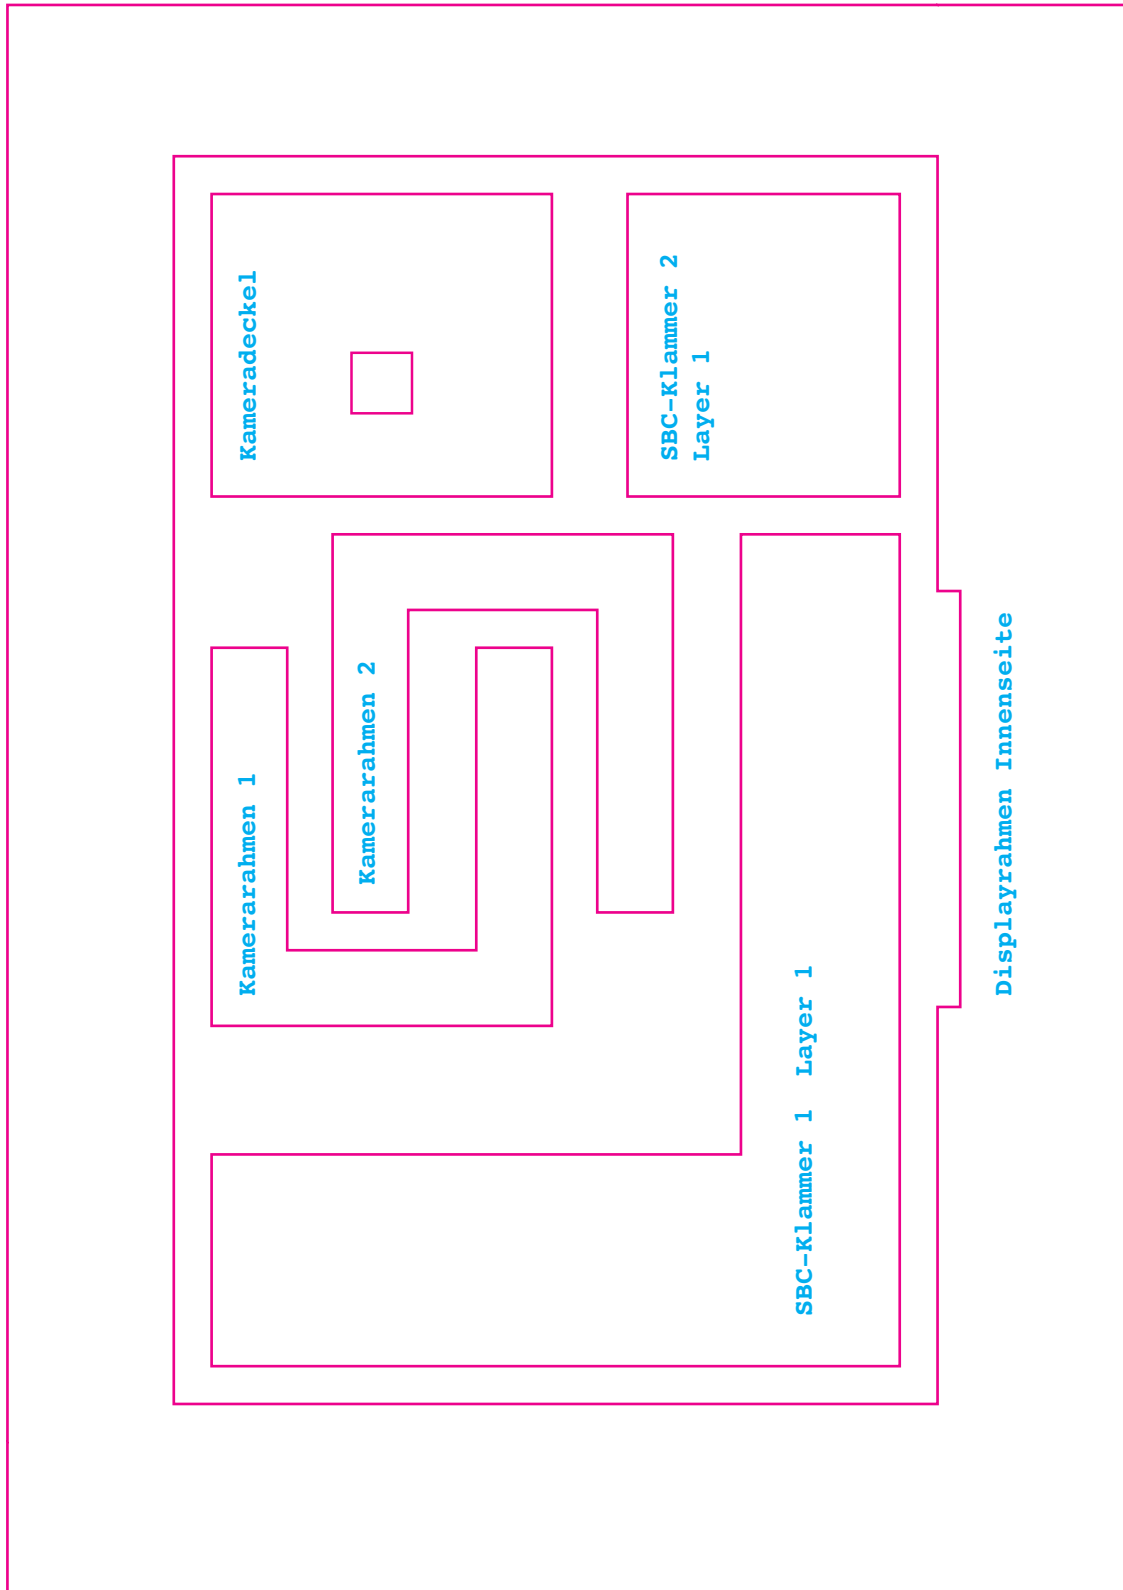 Kameradeckel
SBC-Klammer 2
Layer 1
Kamerarahmen 1
Kamerarahmen 2
SBC-Klammer 1  Layer 1
Displayrahmen Innenseite